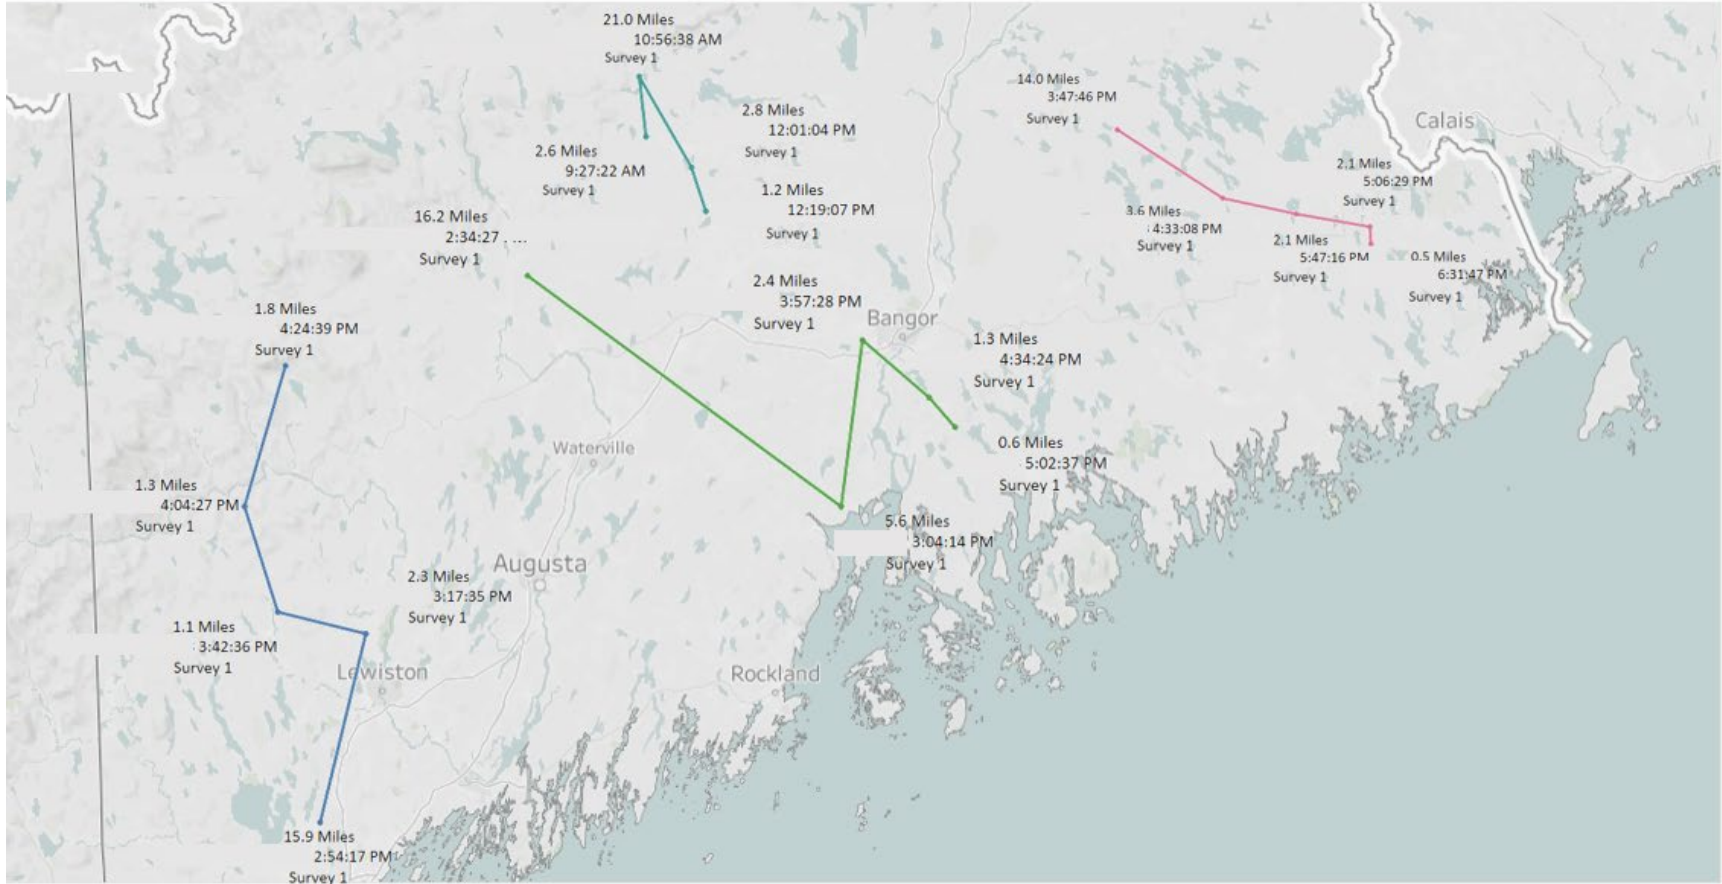 21.0 Miles
10:56:38 AM
Survey 1
14.0 Miles
3:47:46 PM
Survey 1
2.8 Miles
12:01:04 PM
Survey 1
Calais
2.6 Miles
9:27:22 AM
Survey 1
2.1 Miles
5:06:29 PM
Survey 1
1.2 Miles
12:19:07 PM
Survey 1
16.2 Miles
2:34:27 . ...
Survey 1
3.6 Miles
4:33:08 PM
Survey 1
2.1 Miles
5:47:16 PM
Survey 1
0.5 Miles
6:31:47 PM
Survey 1
2.4 Miles
3:57:28 PM
Survey 1
Bangor
1.8 Miles
4:24:39 PM
Survey 1
1.3 Miles
4:34:24 PM
Survey 1
Waterville
0.6 Miles
5:02:37 PM
Survey 1
1.3 Miles
4:04:27 PM
Survey 1
5.6 Miles
3:04:14 PM
Survey 1
Augusta
2.3 Miles
3:17:35 PM
Survey 1
1.1 Miles
3:42:36 PM
Survey 1
Lewiston
Rockland
15.9 Miles
2:54:17 PM
Survey 1